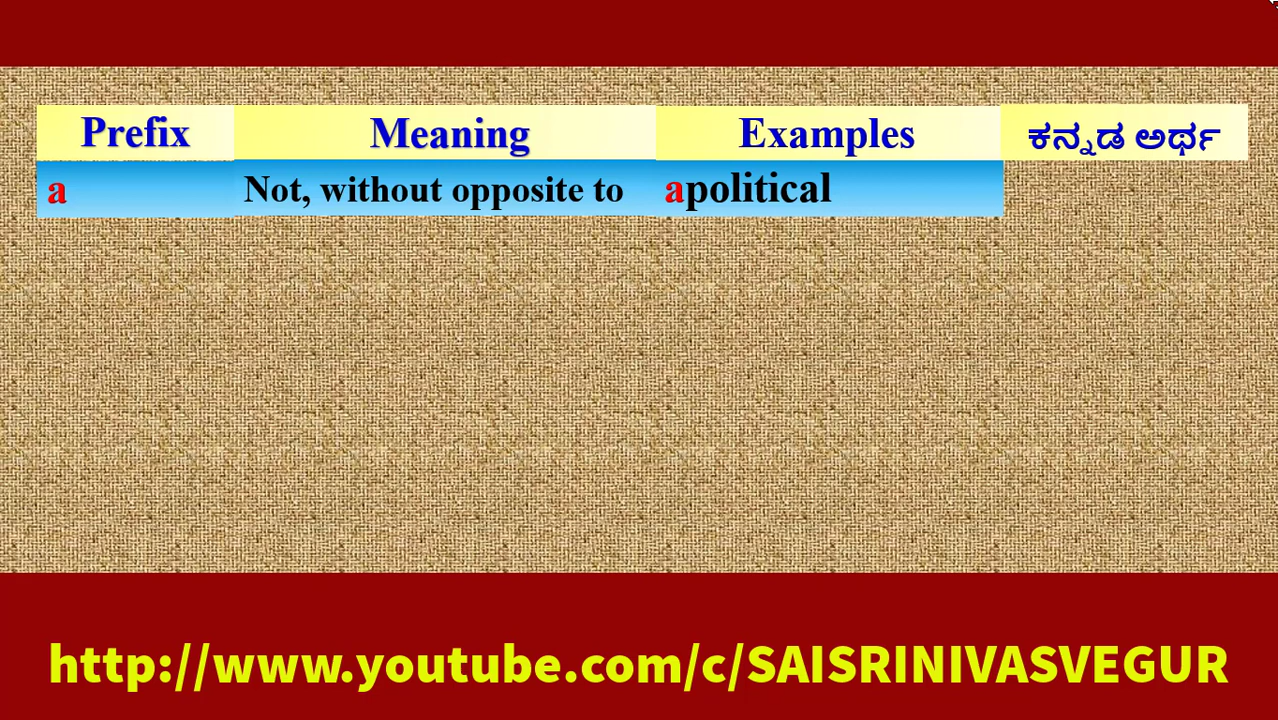 Prefix Meaning Examples ಕನ್ನಡ ಅರ್ಥ
a Not, without opposite to apolitical
http://www.youtube.com/c/SAISRINIVASVEGUR